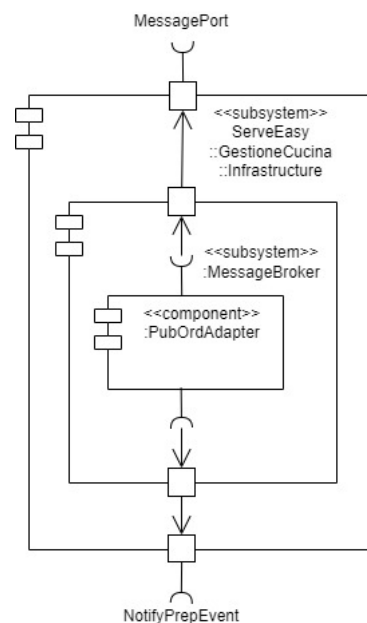 MessagePort
<<subsystem>>
ServeEasy
::GestioneCucina
::Infrastructure
<<subsystem>>
:MessageBroker
<<component>>
:PubOrdAdapter
NotifyPrepEvent